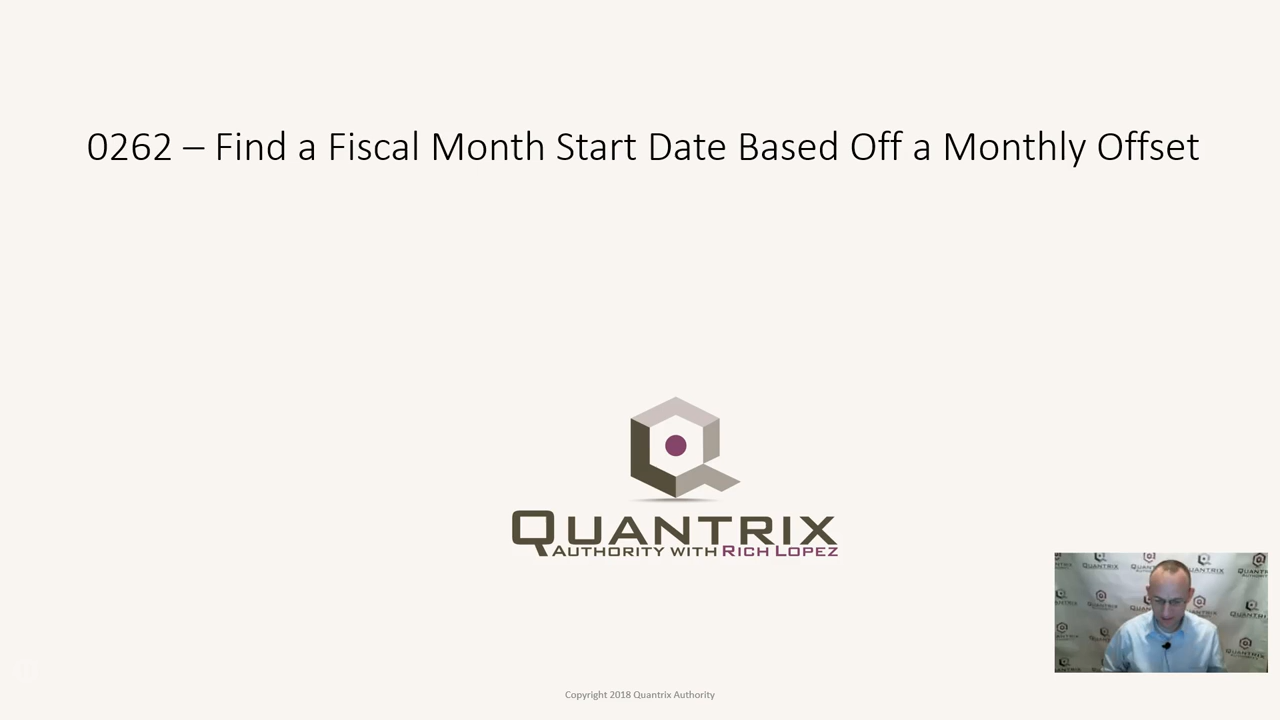 0262 – Find a Fiscal Month Start Date Based Off a Monthly Offset
QUANTRIX
AUTHORITY WITH RICH LOPEZ
QUANTRIX
Copyright 2018 Quantrix Authority